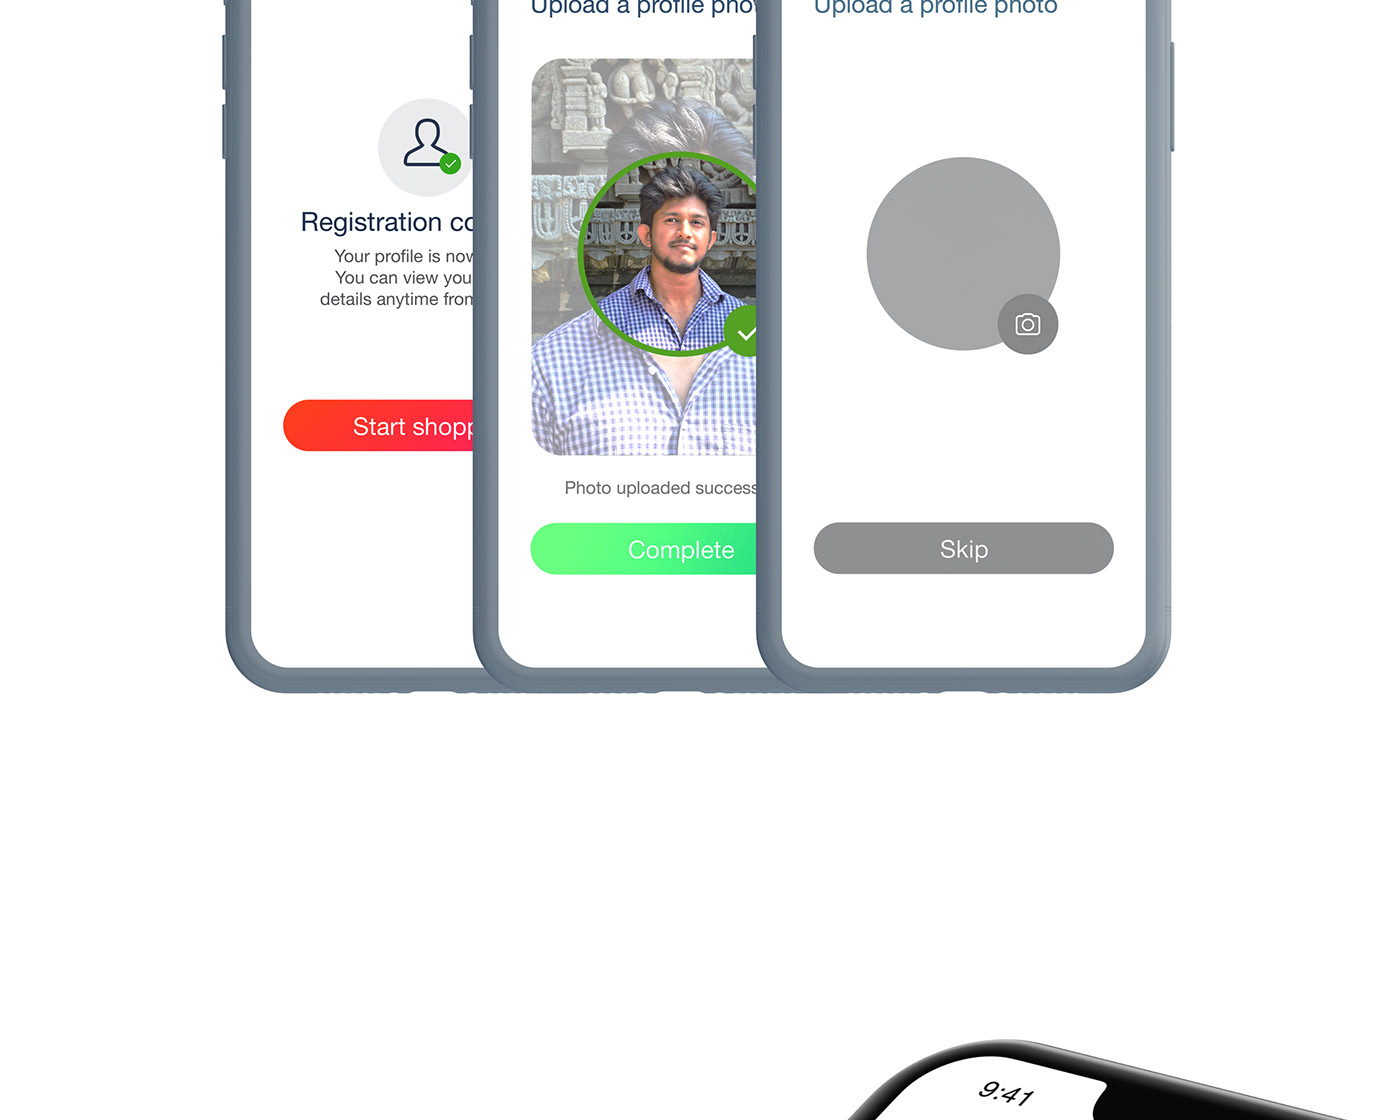 Upload a profile pho
Upload a profile photo
Registration co
Your profile is now
You can view you
details anytime from
Start shopp
Photo uploaded success
Complete
Skip
9:41